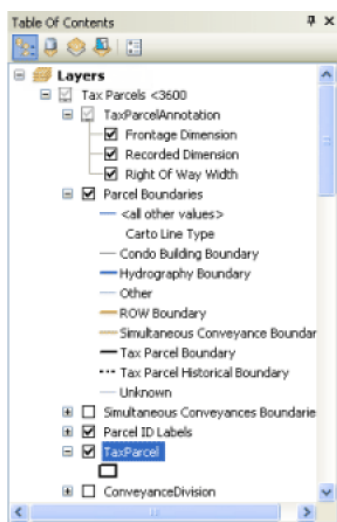 Table Of Contents
Layers
Tax Parcels <3600
TaxParcelAnnotation
Frontage Dimension
Recorded Dimension
Right Of Way Width
Parcel Boundaries
<all other values>
Carto Line Type
Condo Building Boundary
Hydrography Boundary
Other
ROW Boundary
Simultaneous Conveyance Boundar
Tax Parcel Boundary
Tax Parcel Historical Boundary
Unknown
Simultaneous Conveyances Boundarie
Parcel ID Labels
TaxParcel
ConveyanceDivision